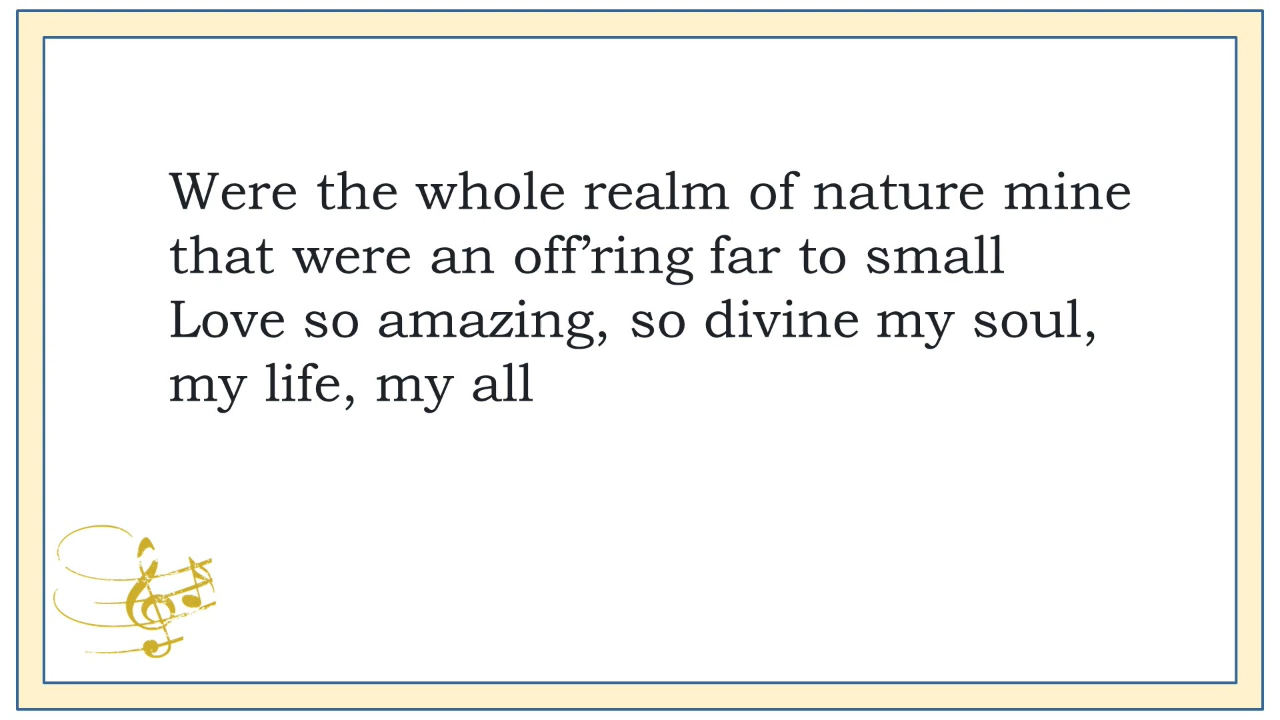 Were the whole realm of nature mine
that were an off’ring far to small
Love so amazing, so divine my soul,
my life, my all